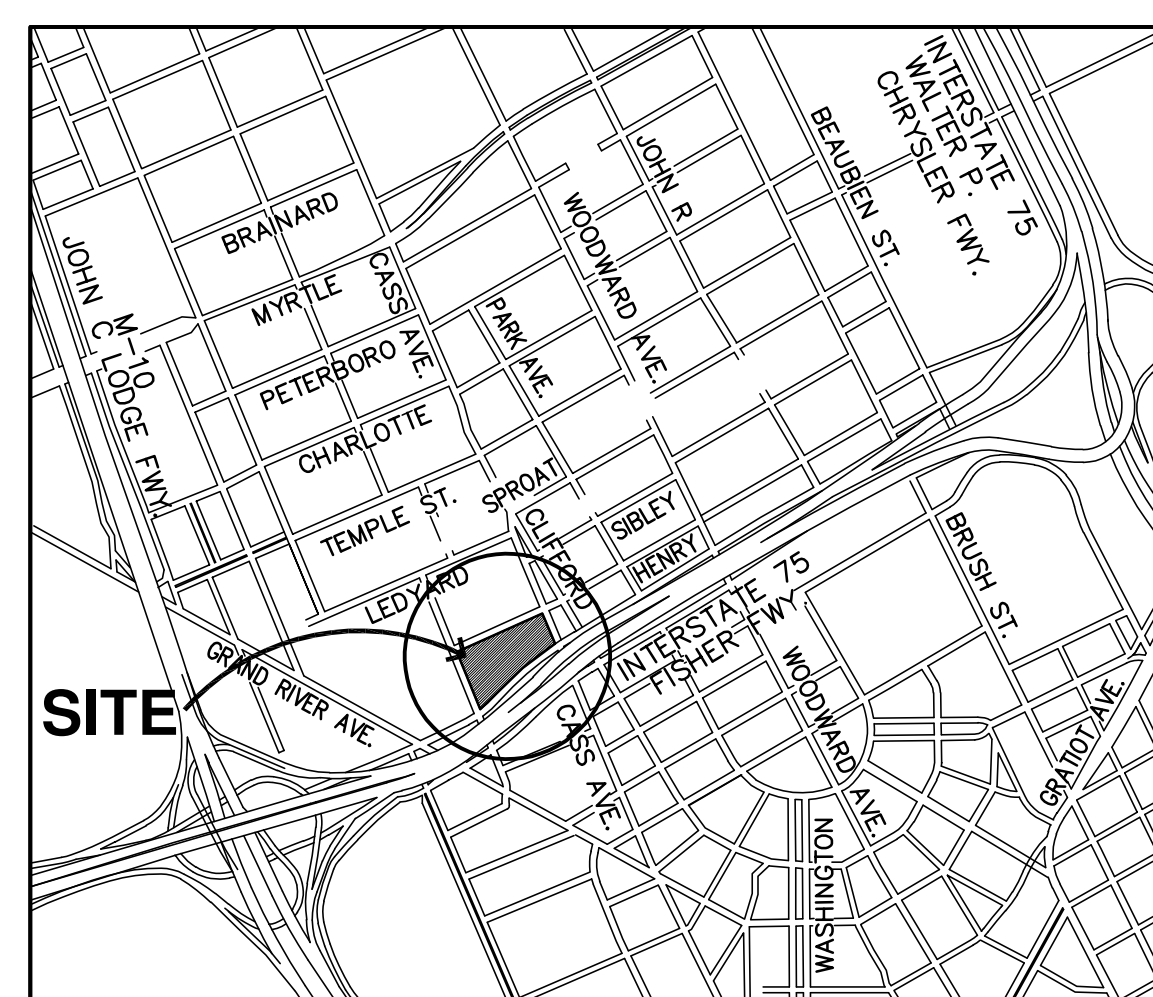 INTERSTATE 75
WALTER P.
CHRYSLER FWY.
BEAUBIEN ST.
JOHN R
BRAINARD
WOODWARD AVE.
JOHN C LODGE FWY.
M-10
CASS AVE.
MYRTLE
PARK AVE.
PETERBORO
CHARLOTTE
SPROAT
TEMPLE ST.
CLIFFORD
SIBLEY
HENRY
BRUSH ST.
LEDYARD
INTERSTATE 75
FISHER FWY.
GRAND RIVER AVE.
WOODWARD AVE.
SITE
CASS AVE.
GRATIOT AVE.
WASHINGTON